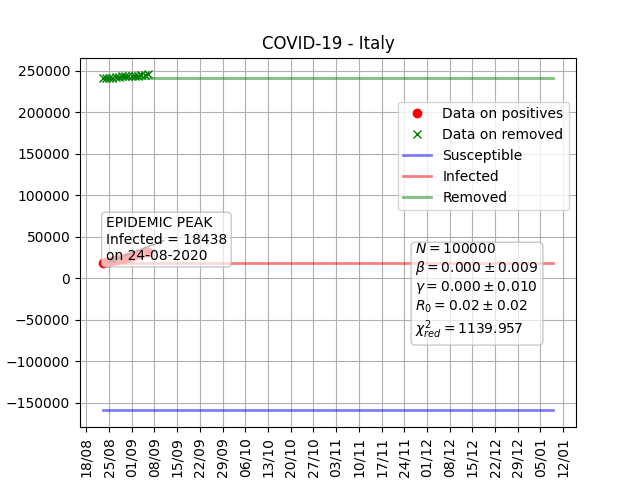 COVID-19 - Italy
250000
200000
150000
100000
50000
0
−50000
−100000
−150000
Data on positives
Data on removed
Susceptible
Infected
Removed
EPIDEMIC PEAK
Infected = 18438
on 24-08-2020
N = 100000
β = 0.000 ± 0.009
γ = 0.000 ± 0.010
R₀ = 0.02 ± 0.02
χ²_red = 1139.957
18/08
25/08
01/09
08/09
15/09
22/09
29/09
06/10
13/10
20/10
27/10
03/11
10/11
17/11
24/11
01/12
08/12
15/12
22/12
29/12
05/01
12/01